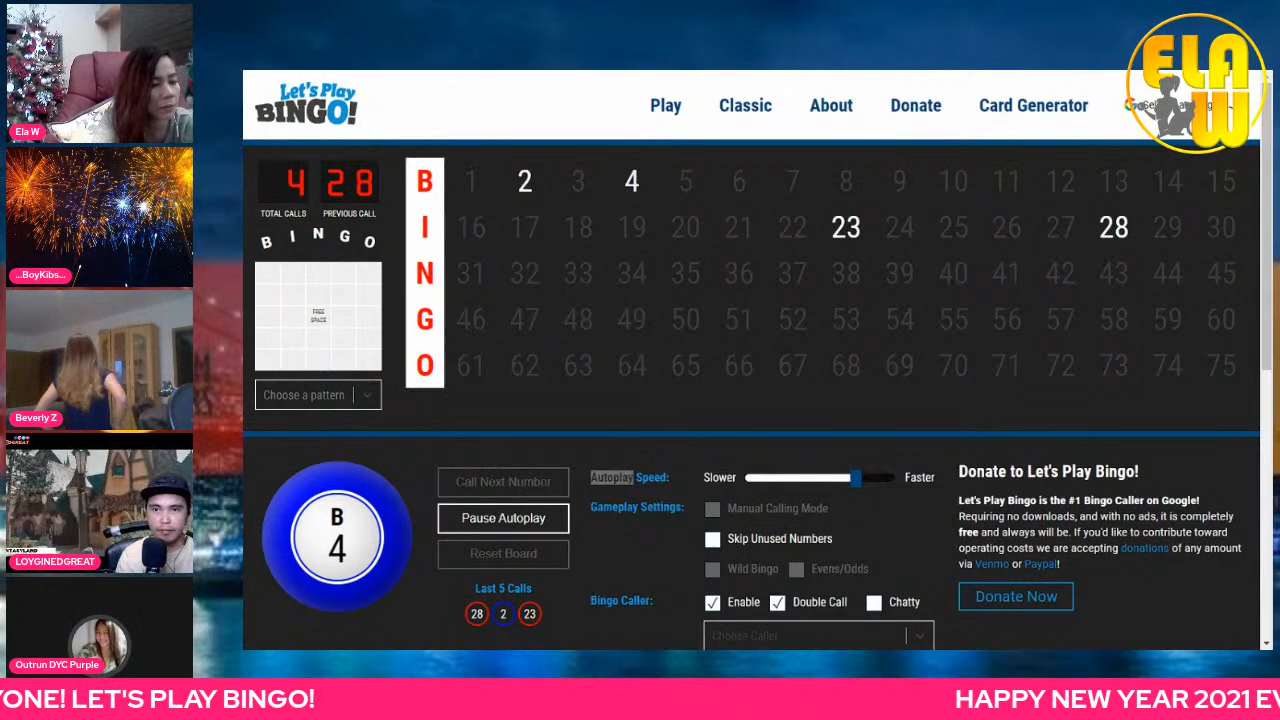 Ela W
...BoyKibs...
Beverly Z
LOYGINEDGREAT
Outrun DYC Purple
ELA
W
Let's Play
BINGO!
Play Classic About Donate Card Generator
4 28
TOTAL CALLS PREVIOUS CALL
B I N G O
FREE
SPACE
Choose a pattern
B 1 2 3 4 5 6 7 8 9 10 11 12 13 14 15
I 16 17 18 19 20 21 22 23 24 25 26 27 28 29 30
N 31 32 33 34 35 36 37 38 39 40 41 42 43 44 45
G 46 47 48 49 50 51 52 53 54 55 56 57 58 59 60
O 61 62 63 64 65 66 67 68 69 70 71 72 73 74 75
B
4
Call Next Number
Pause Autoplay
Reset Board
Last 5 Calls
28 2 23
Autoplay Speed: Slower Faster
Gameplay Settings: Manual Calling Mode
Skip Unused Numbers
Wild Bingo Evens/Odds
Bingo Caller: Enable Double Call Chatty
Choose Caller
Donate to Let's Play Bingo!
Let's Play Bingo is the #1 Bingo Caller on Google!
Requiring no downloads, and with no ads, it is completely
free and always will be. If you'd like to contribute toward
operating costs we are accepting donations of any amount
via Venmo or Paypal!
Donate Now
YONE! LET'S PLAY BINGO! HAPPY NEW YEAR 2021 EV